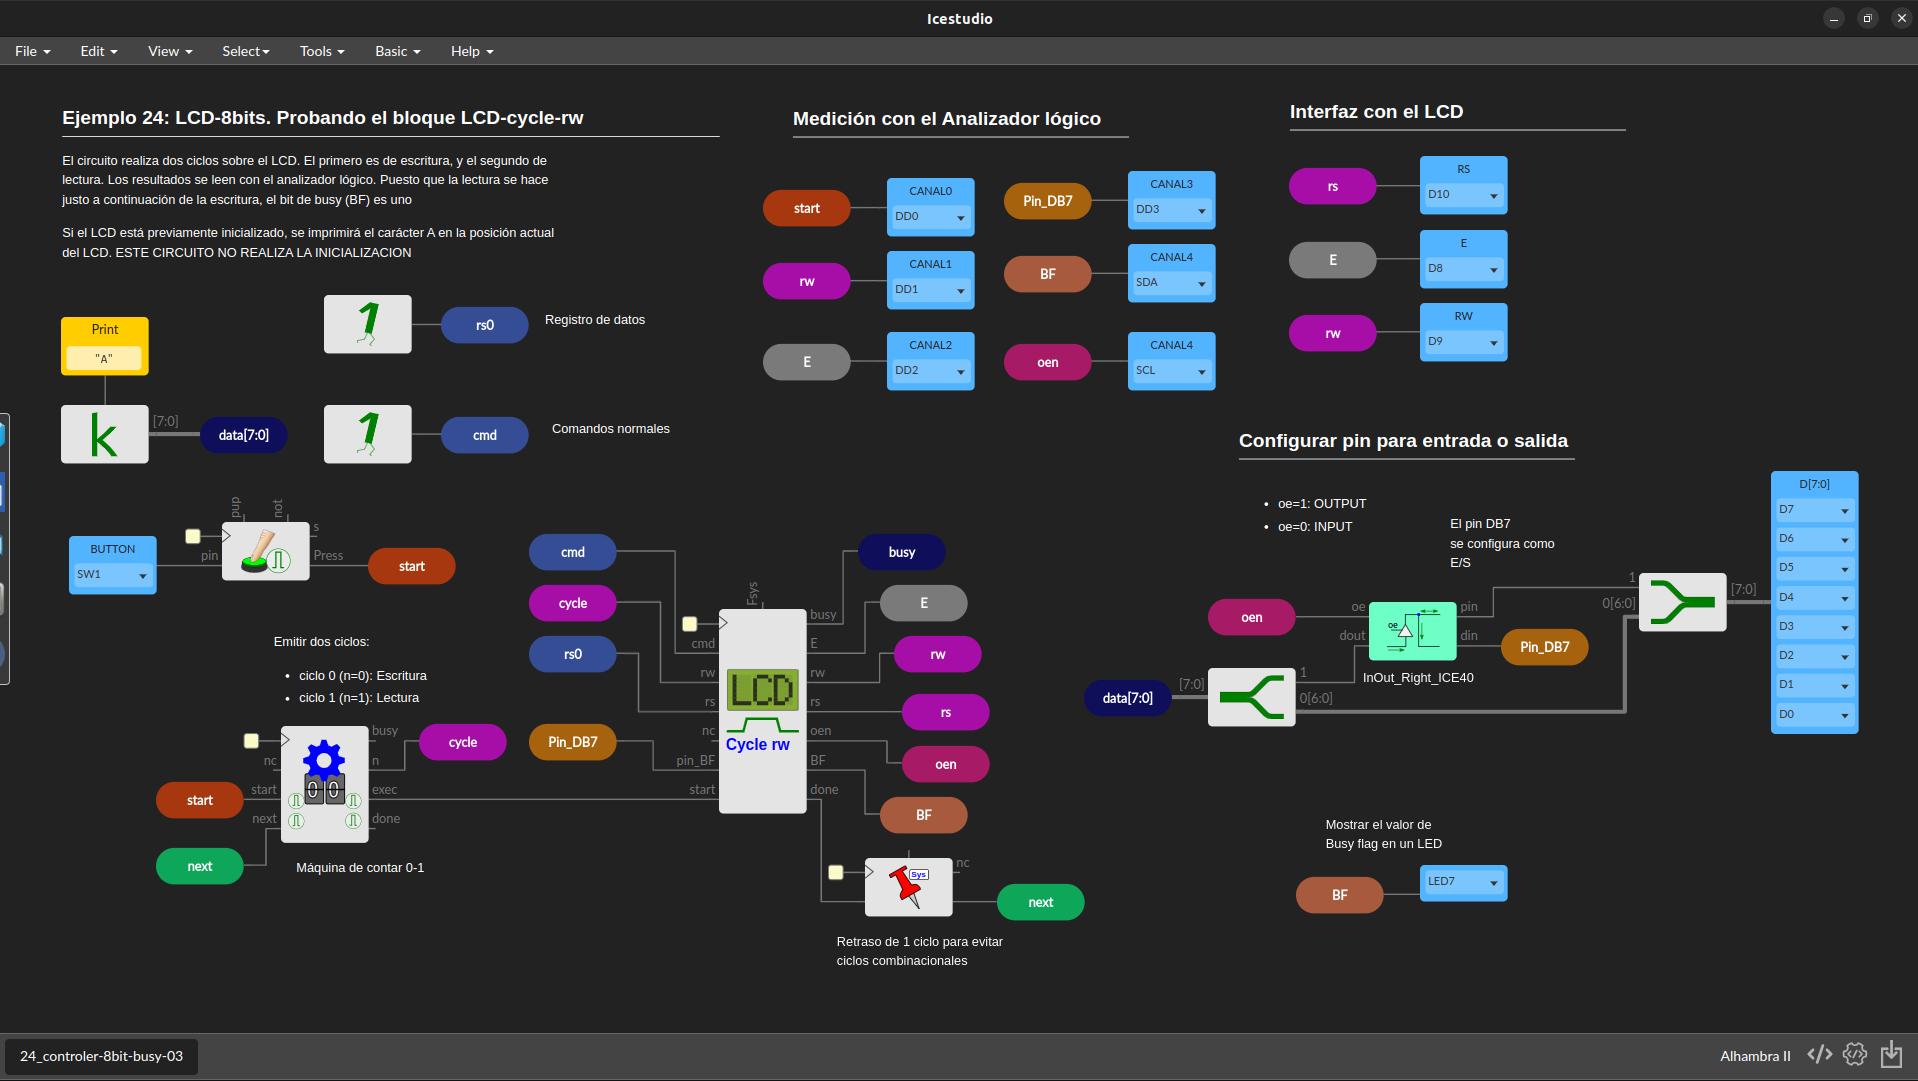 Icestudio
File
Edit
View
Select
Tools
Basic
Help
Ejemplo 24: LCD-8bits. Probando el bloque LCD-cycle-rw
El circuito realiza dos ciclos sobre el LCD. El primero es de escritura, y el segundo de
lectura. Los resultados se leen con el analizador lógico. Puesto que la lectura se hace
justo a continuación de la escritura, el bit de busy (BF) es uno
Si el LCD está previamente inicializado, se imprimirá el carácter A en la posición actual
del LCD. ESTE CIRCUITO NO REALIZA LA INICIALIZACION
Print
"A"
k
[7:0]
data[7:0]
1
rs0
Registro de datos
1
cmd
Comandos normales
Medición con el Analizador lógico
start
CANAL0
DD0
rw
CANAL1
DD1
E
CANAL2
DD2
Pin_DB7
CANAL3
DD3
BF
CANAL4
SDA
oen
CANAL4
SCL
Interfaz con el LCD
rs
RS
D10
E
E
D8
rw
RW
D9
BUTTON
SW1
pup
not
pin
s
Press
start
Emitir dos ciclos:
• ciclo 0 (n=0): Escritura
• ciclo 1 (n=1): Lectura
start
next
nc
start
next
00
busy
n
exec
done
cycle
Máquina de contar 0-1
cmd
cycle
rs0
Pin_DB7
Fsys
cmd
rw
rs
nc
pin_BF
start
LCD
Cycle rw
busy
E
rw
rs
oen
BF
done
busy
E
rw
rs
oen
BF
Sys
nc
next
Retraso de 1 ciclo para evitar
ciclos combinacionales
Configurar pin para entrada o salida
• oe=1: OUTPUT
• oe=0: INPUT
El pin DB7
se configura como
E/S
oen
oe
dout
oe
pin
din
Pin_DB7
InOut_Right_ICE40
data[7:0]
[7:0]
1
0[6:0]
1
0[6:0]
[7:0]
D[7:0]
D7
D6
D5
D4
D3
D2
D1
D0
Mostrar el valor de
Busy flag en un LED
BF
LED7
24_controler-8bit-busy-03
Alhambra II